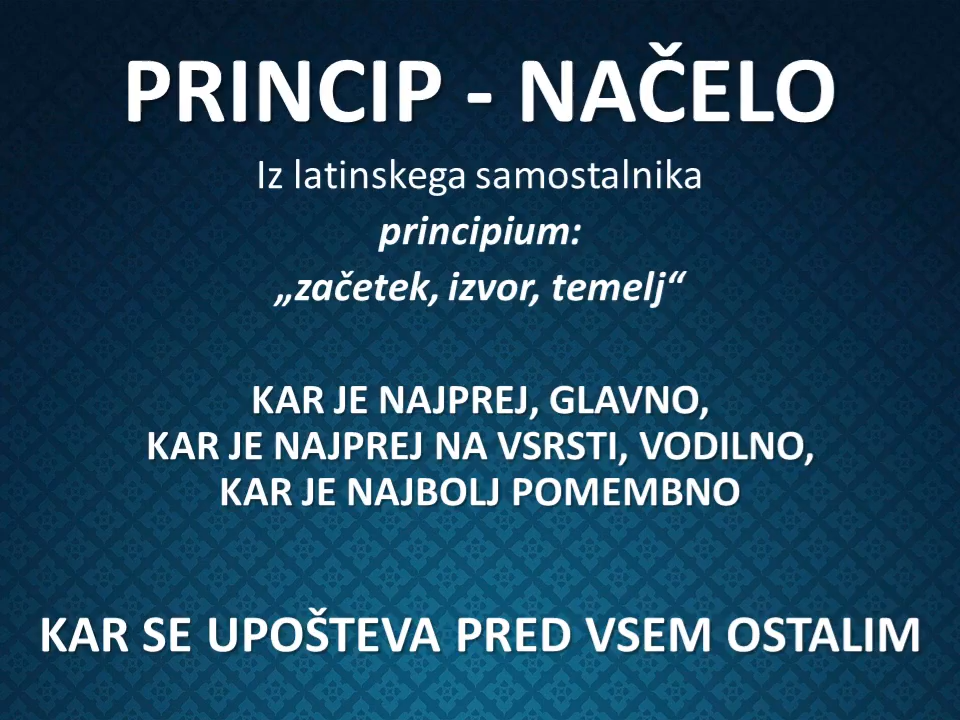 PRINCIP - NAČELO
Iz latinskega samostalnika
principium:
„začetek, izvor, temelj“
KAR JE NAJPREJ, GLAVNO,
KAR JE NAJPREJ NA VSRSTI, VODILNO,
KAR JE NAJBOLJ POMEMBNO
KAR SE UPOŠTEVA PRED VSEM OSTALIM